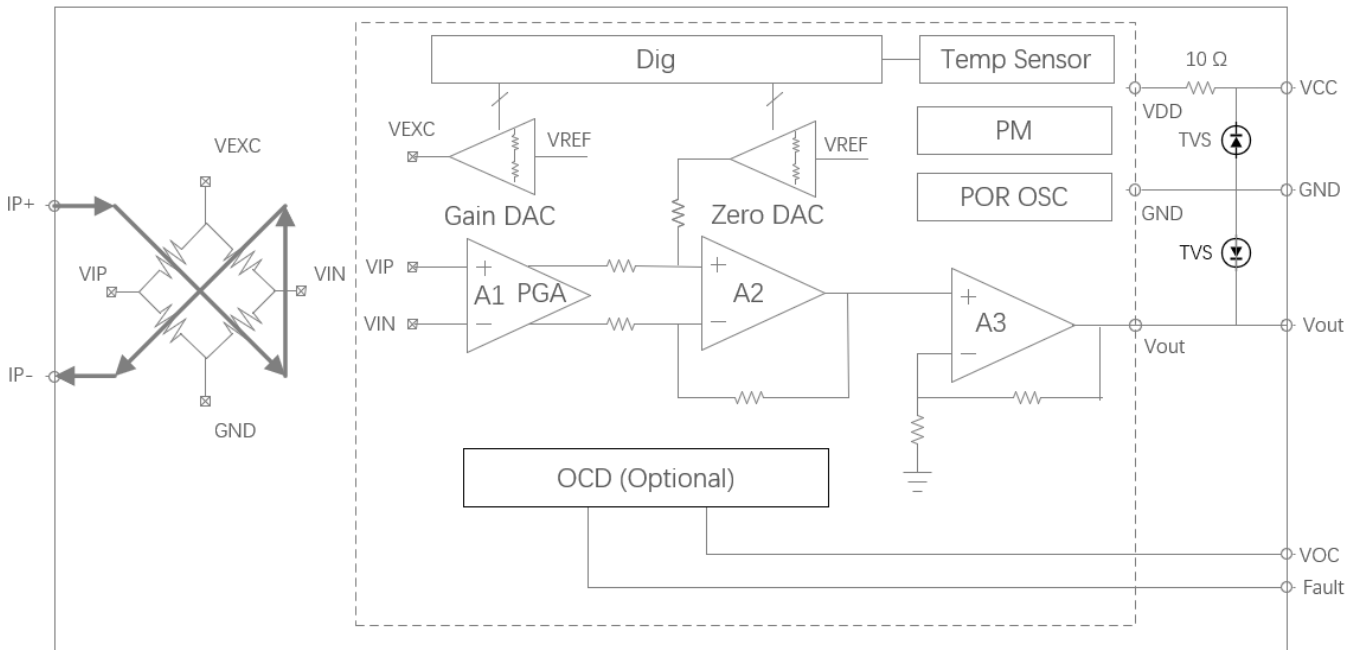 Dig
Temp Sensor
10 Ω
VCC
VDD
VEXC
VREF
VREF
PM
TVS
VEXC
IP+
Gain DAC
Zero DAC
POR OSC
GND
GND
VIP
VIN
VIP
+
A1
PGA
−
VIN
+
A2
−
+
A3
−
TVS
Vout
Vout
IP-
GND
OCD (Optional)
VOC
Fault